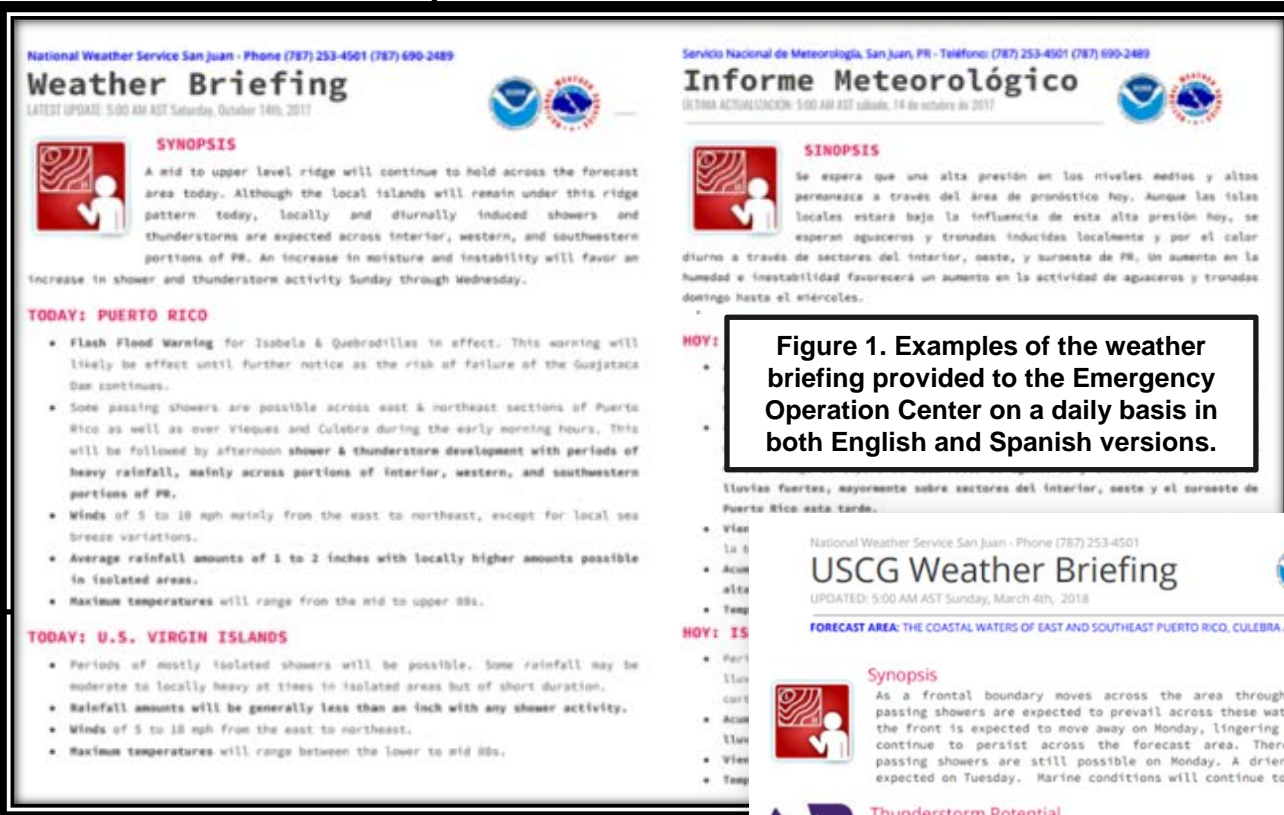 National Weather Service San Juan - Phone (787) 253-4501 (787) 690-2489
Weather Briefing
LATEST UPDATE: 5:00 AM AST Saturday, October 14th, 2017
SYNOPSIS
A mid to upper level ridge will continue to hold across the forecast
area today. Although the local islands will remain under this ridge
pattern today, locally and diurnally induced showers and
thunderstorms are expected across interior, western, and southwestern
portions of PR. An increase in moisture and instability will favor an
increase in shower and thunderstorm activity Sunday through Wednesday.
TODAY: PUERTO RICO
• Flash Flood Warning for Isabela & Quebradillas in effect. This warning will
likely be effect until further notice as the risk of failure of the Guajataca
Dam continues.
• Some passing showers are possible across east & northeast sections of Puerto
Rico as well as over Vieques and Culebra during the early morning hours. This
will be followed by afternoon shower & thunderstorm development with periods of
heavy rainfall, mainly across portions of interior, western, and southwestern
portions of PR.
• Winds of 5 to 10 mph mainly from the east to northeast, except for local sea
breeze variations.
• Average rainfall amounts of 1 to 2 inches with locally higher amounts possible
in isolated areas.
• Maximum temperatures will range from the mid to upper 80s.
TODAY: U.S. VIRGIN ISLANDS
• Periods of mostly isolated showers will be possible. Some rainfall may be
moderate to locally heavy at times in isolated areas but of short duration.
• Rainfall amounts will be generally less than an inch with any shower activity.
• Winds of 5 to 10 mph from the east to northeast.
• Maximum temperatures will range between the lower to mid 80s.
Servicio Nacional de Meteorología, San Juan, PR - Teléfono: (787) 253-4501 (787) 690-2489
Informe Meteorológico
ÚLTIMA ACTUALIZACIÓN: 5:00 AM AST sábado, 14 de octubre de 2017
SINOPSIS
Se espera que una alta presión en los niveles medios y altos
permanezca a través del área de pronóstico hoy. Aunque las islas
locales estará bajo la influencia de esta alta presión hoy, se
esperan aguaceros y tronadas inducidas localmente y por el calor
diurno a través de sectores del interior, oeste, y suroeste de PR. Un aumento en la
humedad e inestabilidad favorecerá un aumento en la actividad de aguaceros y tronadas
domingo hasta el miércoles.
HOY:
Figure 1. Examples of the weather
briefing provided to the Emergency
Operation Center on a daily basis in
both English and Spanish versions.
lluvias fuertes, mayormente sobre sectores del interior, oeste y el suroeste de
Puerto Rico esta tarde.
HOY:
National Weather Service San Juan - Phone (787) 253-4501
USCG Weather Briefing
UPDATED: 5:00 AM AST Sunday, March 4th, 2018
FORECAST AREA: THE COASTAL WATERS OF EAST AND SOUTHEAST PUERTO RICO, CULEBRA
Synopsis
As a frontal boundary moves across the area through
passing showers are expected to prevail across these
the front is expected to move away on Monday, lingering
continue to persist across the forecast area.
passing showers are still possible on Monday. A
expected on Tuesday. Marine conditions will continue to
Thunderstorm Potential